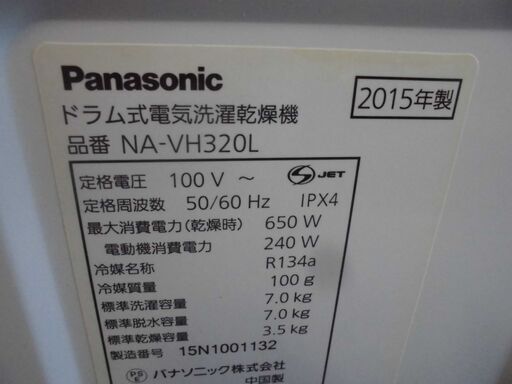 Panasonic
2015年製
ドラム式電気洗濯乾燥機
品番 NA-VH320L
定格電圧 100 V ～ S JET
定格周波数 50/60 Hz IPX4
最大消費電力(乾燥時) 650 W
電動機消費電力 240 W
冷媒名称 R134a
冷媒質量 100 g
標準洗濯容量 7.0 kg
標準脱水容量 7.0 kg
標準乾燥容量 3.5 kg
製造番号 15N1001132
PS E パナソニック株式会社
中国製